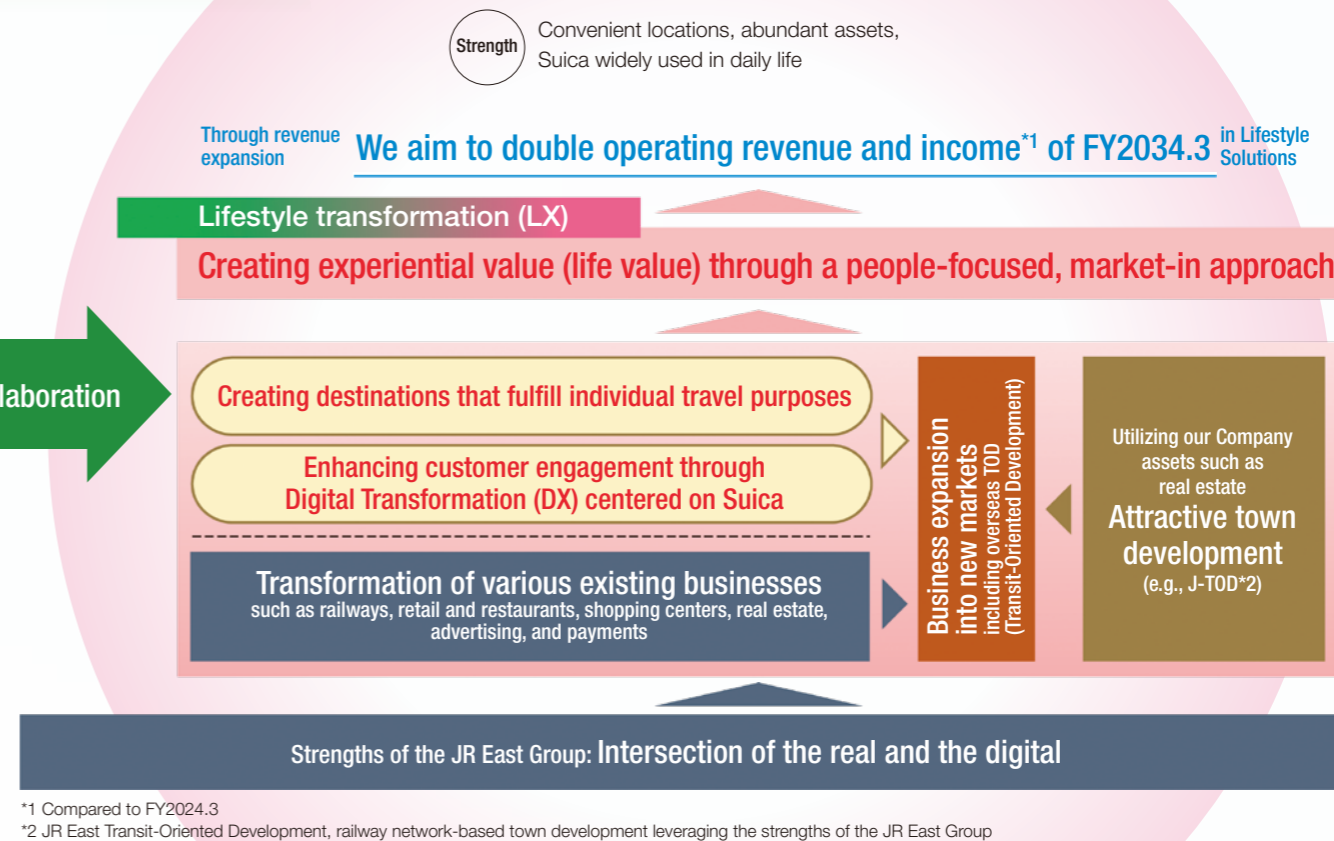 Strength
Convenient locations, abundant assets,
Suica widely used in daily life
Through revenue
expansion
We aim to double operating revenue and income*1 of FY2034.3
in Lifestyle
Solutions
Lifestyle transformation (LX)
Creating experiential value (life value) through a people-focused, market-in approach
laboration
Creating destinations that fulfill individual travel purposes
Enhancing customer engagement through
Digital Transformation (DX) centered on Suica
Transformation of various existing businesses
such as railways, retail and restaurants, shopping centers, real estate,
advertising, and payments
Business expansion
into new markets
including overseas TOD
(Transit-Oriented Development)
Utilizing our Company
assets such as
real estate
Attractive town
development
(e.g., J-TOD*2)
Strengths of the JR East Group: Intersection of the real and the digital
*1 Compared to FY2024.3
*2 JR East Transit-Oriented Development, railway network-based town development leveraging the strengths of the JR East Group